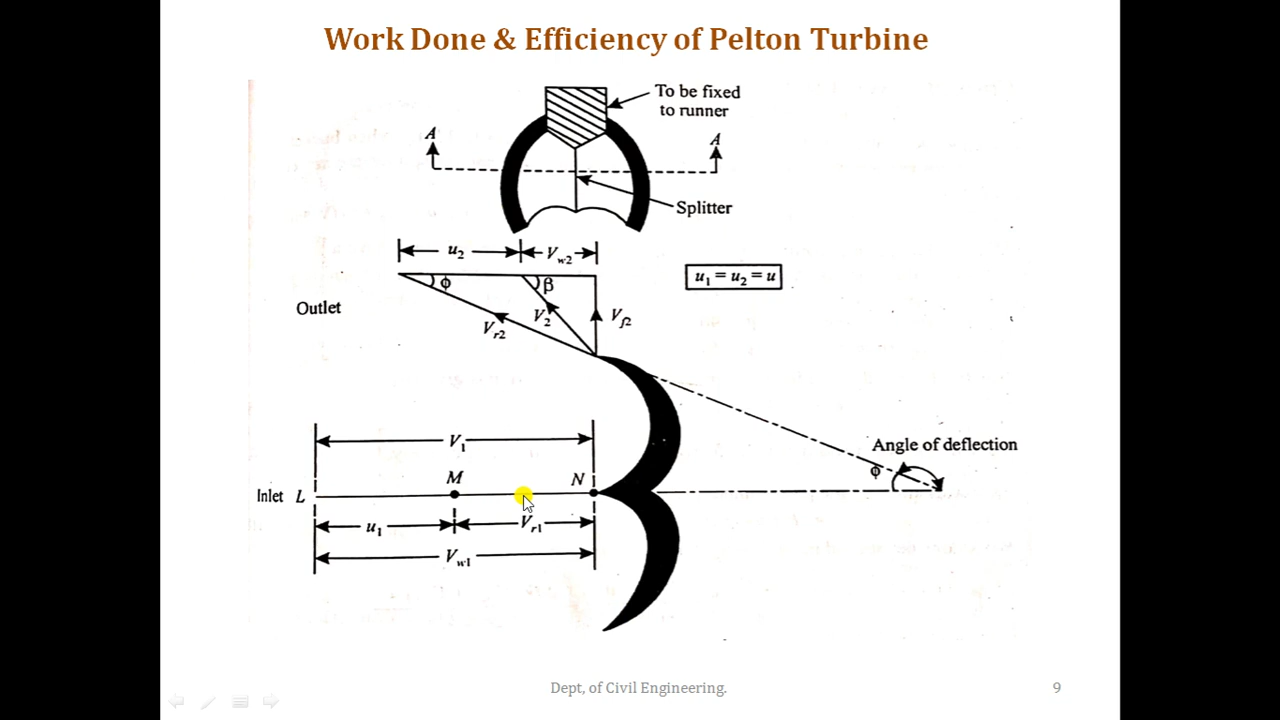 Work Done & Efficiency of Pelton Turbine
To be fixed
to runner
A
A
Splitter
u2
Vw2
u1 = u2 = u
ϕ
β
Outlet
V2
Vf2
Vr2
V1
Angle of deflection
ϕ
M
N
Inlet L
u1
Vr1
Vw1
Dept, of Civil Engineering.
9